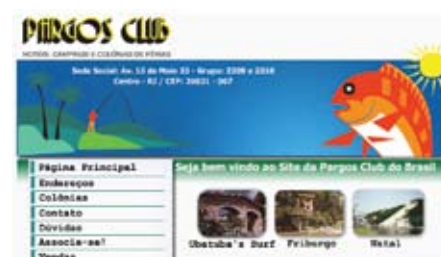 PARGOS CLUB
HOTEIS, CAMPINGS E COLÔNIAS DE FÉRIAS
Sede Social: Av. 13 de Maio 33 - Grupo: 2209 e 2210
Centro - RJ / CEP: 20031 - 007
Página Principal
Seja bem vindo ao Site da Pargos Club do Brasil
Endereços
Colônias
Contato
Dúvidas
Associe-se!
Vendas
Ubatuba's Surf
Friburgo
Natal